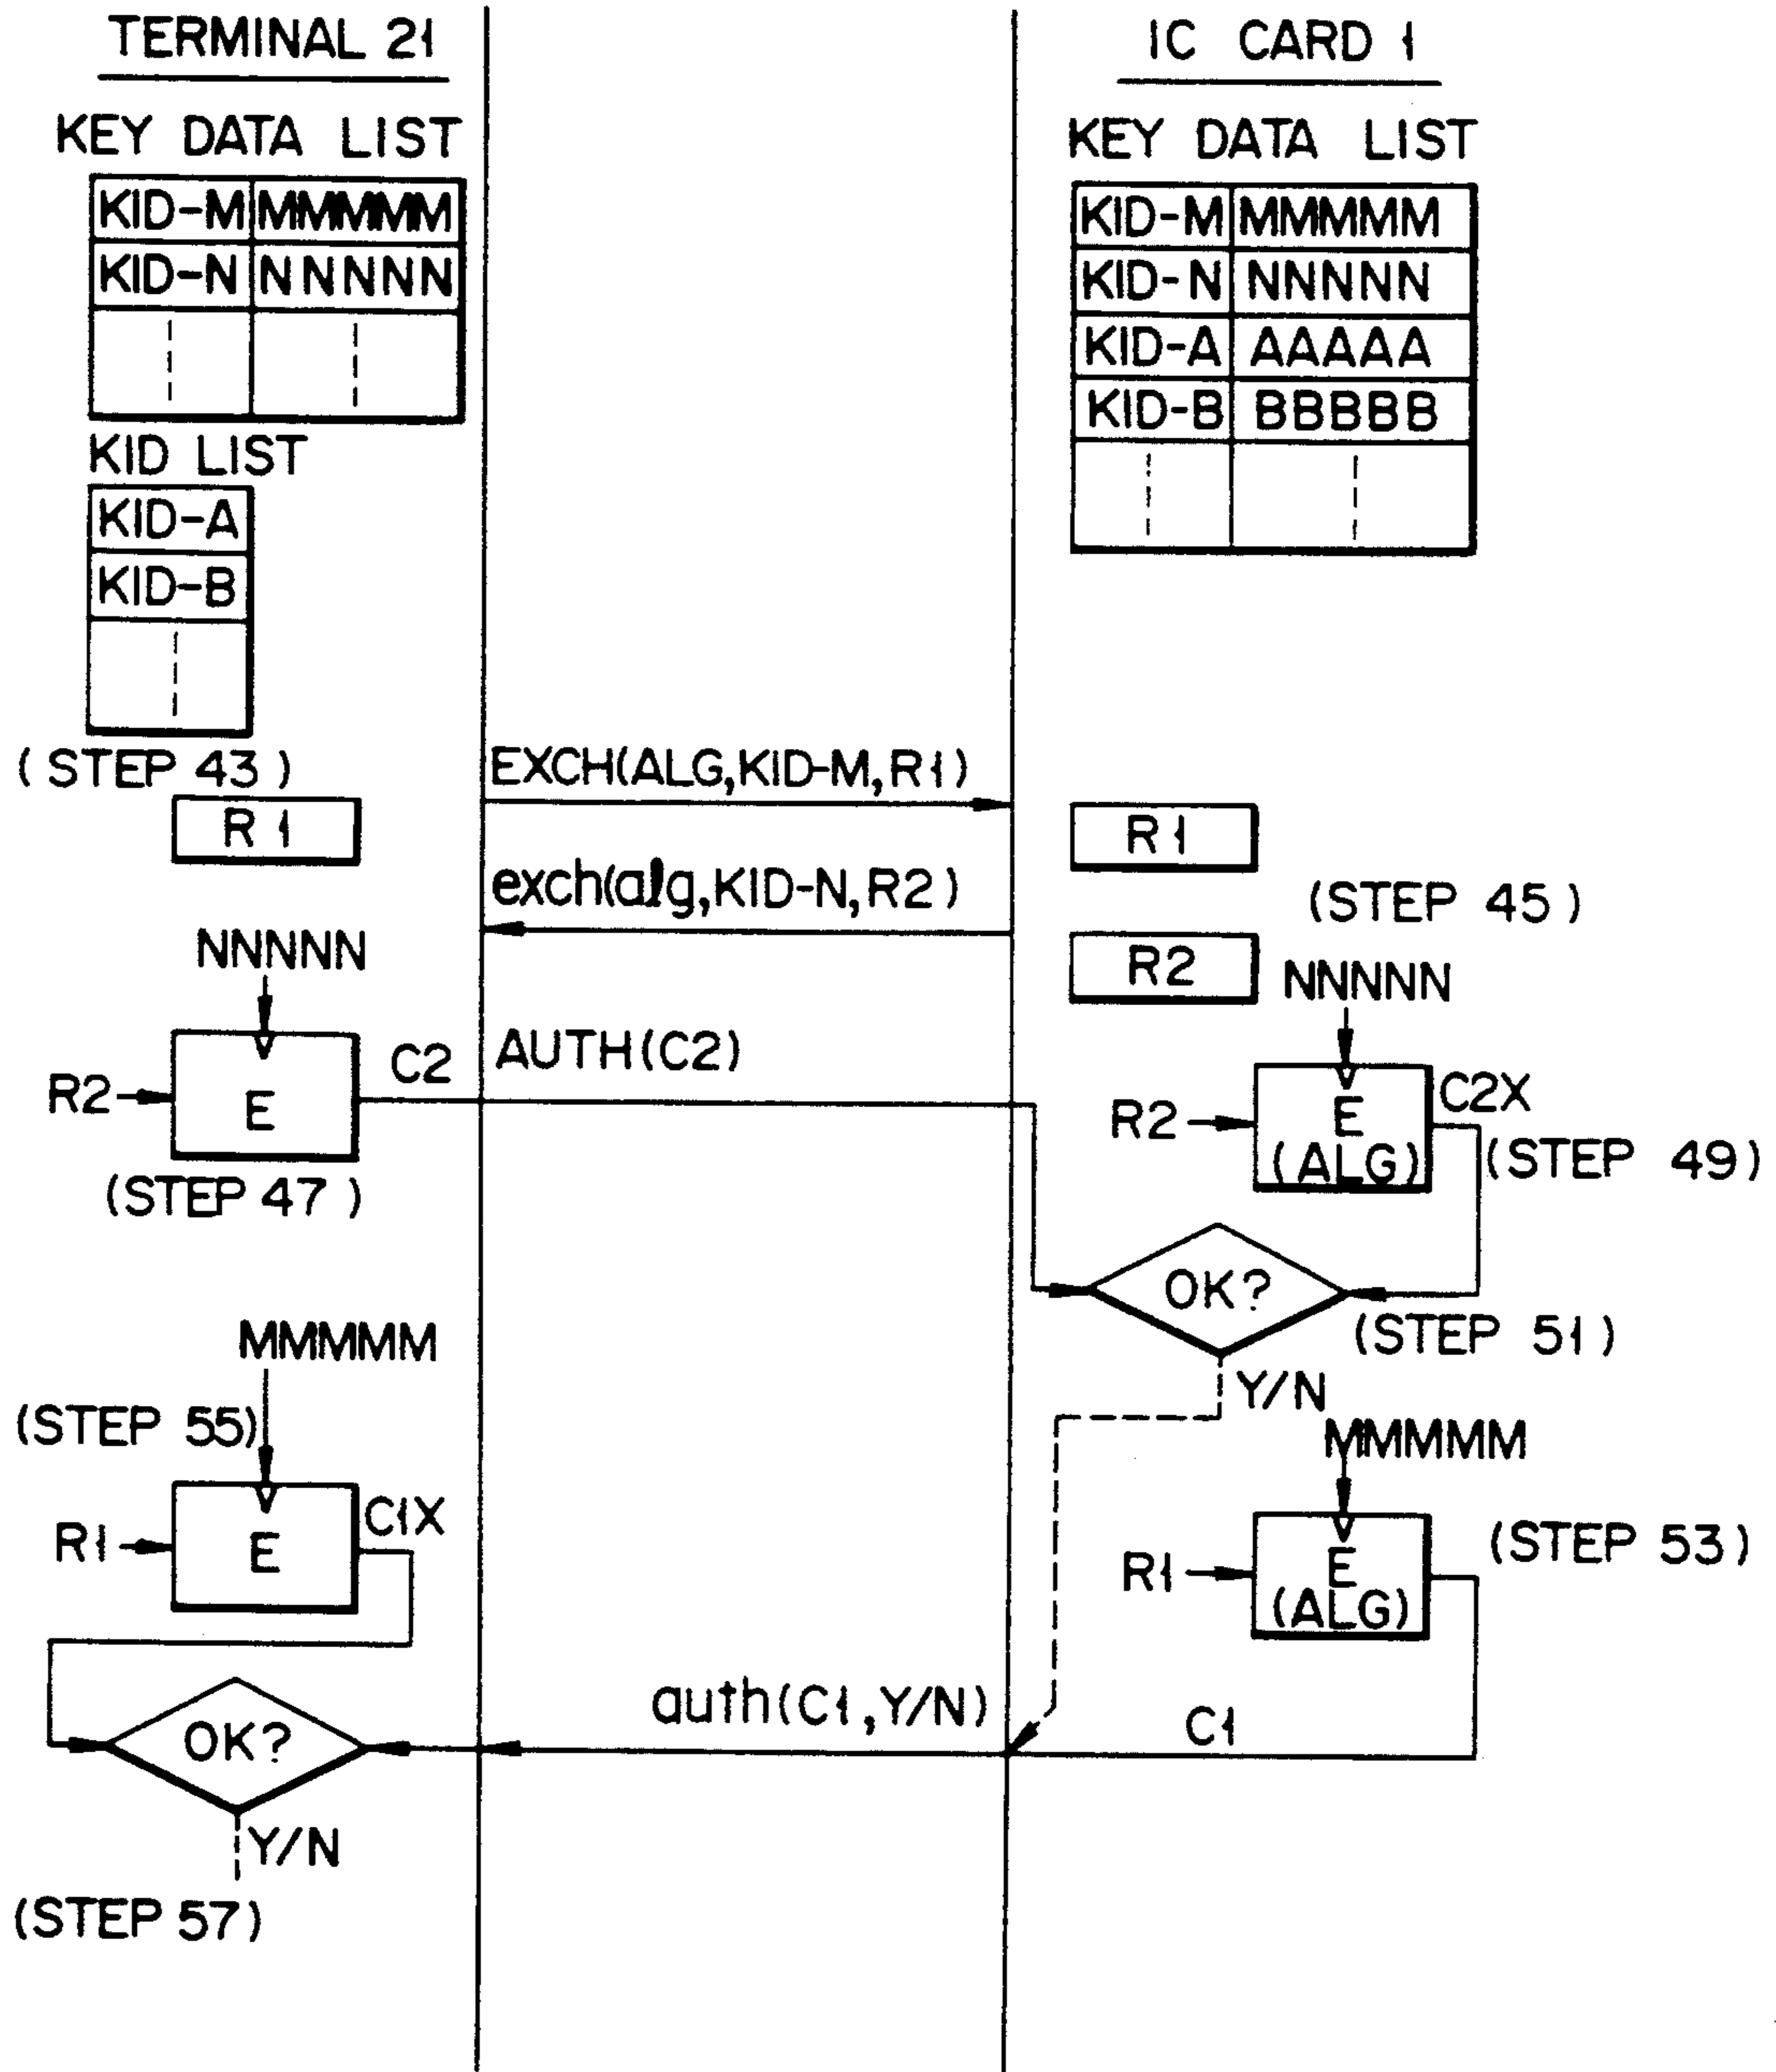 TERMINAL 21
IC CARD 1
KEY DATA LIST
KID-M MMMMM
KID-N NNNNN
KID LIST
KID-A
KID-B
KEY DATA LIST
KID-M MMMMM
KID-N NNNNN
KID-A AAAAA
KID-B BBBBB
(STEP 43)
EXCH(ALG,KID-M,R1)
R1
R1
exch(alg,KID-N,R2)
(STEP 45)
R2
NNNNN
NNNNN
R2
E
C2
AUTH(C2)
(STEP 47)
R2
E
(ALG)
C2X
(STEP 49)
OK?
(STEP 51)
Y/N
MMMMM
(STEP 55)
R1
E
C1X
MMMMM
R1
E
(ALG)
(STEP 53)
auth(C1,Y/N)
C1
OK?
Y/N
(STEP 57)